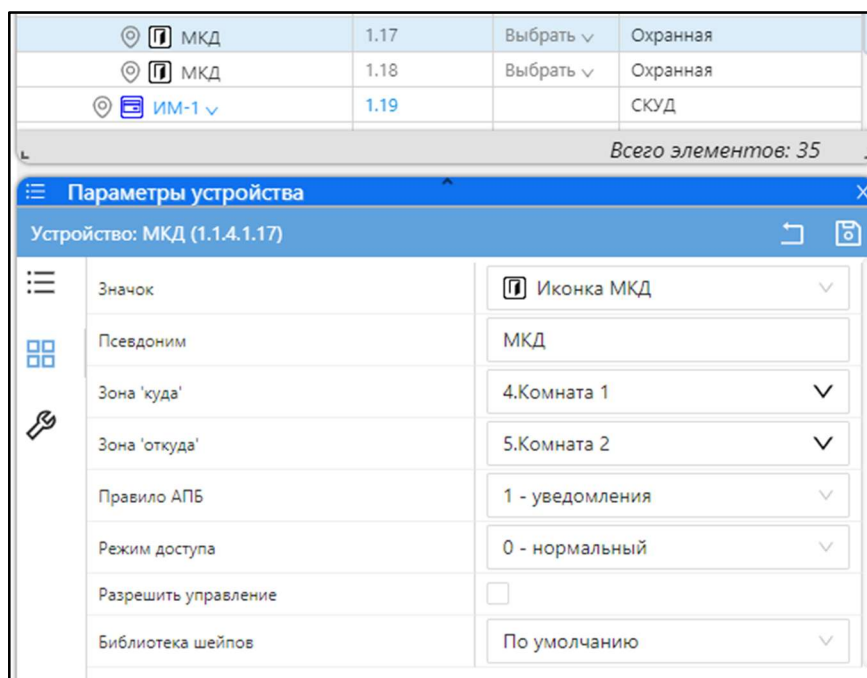 МКД 1.17 Выбрать Охранная
МКД 1.18 Выбрать Охранная
ИМ-1 1.19 СКУД
Всего элементов: 35
Параметры устройства
Устройство: МКД (1.1.4.1.17)
Значок Иконка МКД
Псевдоним МКД
Зона 'куда' 4.Комната 1
Зона 'откуда' 5.Комната 2
Правило АПБ 1 - уведомления
Режим доступа 0 - нормальный
Разрешить управление
Библиотека шейпов По умолчанию